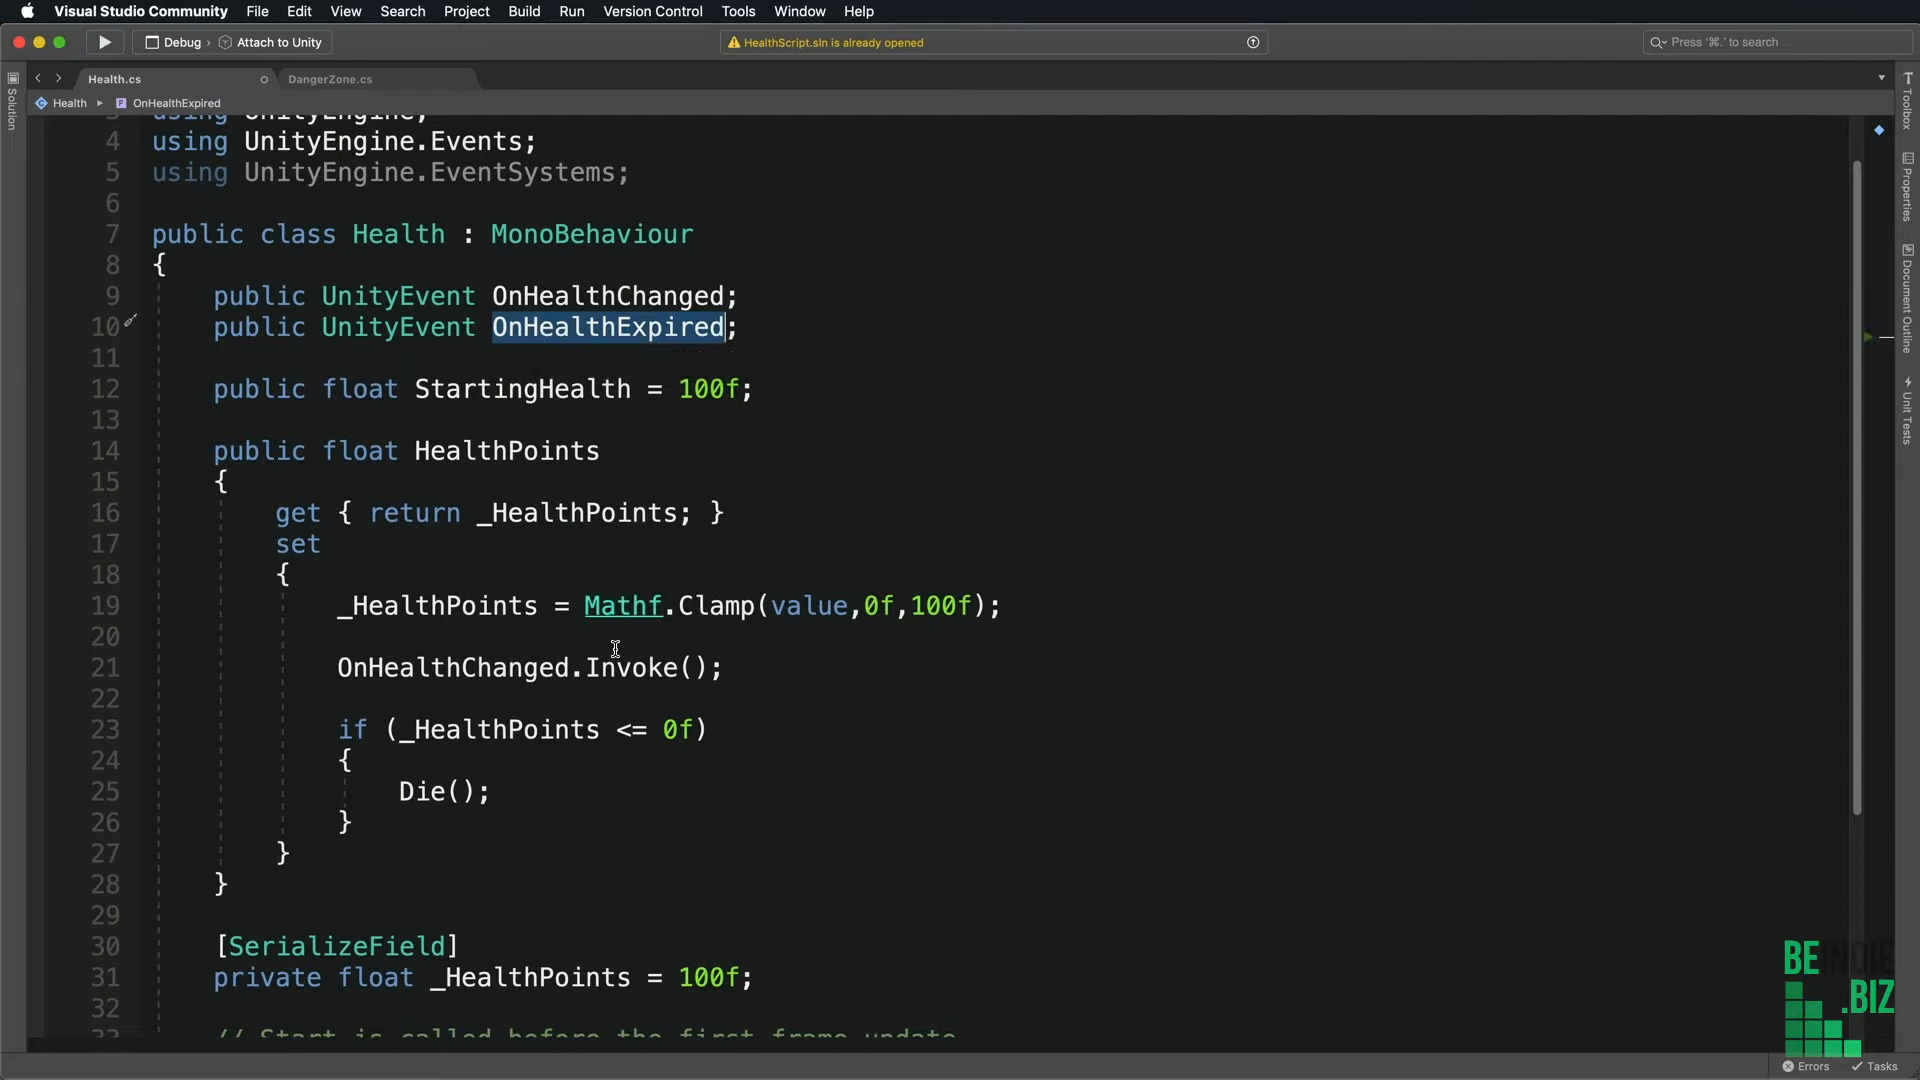 Visual Studio Community File Edit View Search Project Build Run Version Control Tools Window Help
Debug › Attach to Unity
HealthScript.sln is already opened
Press '⌘.' to search
Solution
Health.cs
DangerZone.cs
Health ▸ OnHealthExpired
3 using UnityEngine;
4 using UnityEngine.Events;
5 using UnityEngine.EventSystems;
6
7 public class Health : MonoBehaviour
8 {
9 public UnityEvent OnHealthChanged;
10 public UnityEvent OnHealthExpired;
11
12 public float StartingHealth = 100f;
13
14 public float HealthPoints
15 {
16 get { return _HealthPoints; }
17 set
18 {
19 _HealthPoints = Mathf.Clamp(value,0f,100f);
20
21 OnHealthChanged.Invoke();
22
23 if (_HealthPoints <= 0f)
24 {
25 Die();
26 }
27 }
28 }
29
30 [SerializeField]
31 private float _HealthPoints = 100f;
32
33 // Start is called before the first frame update
Toolbox
Properties
Document Outline
Unit Tests
BEINDIE
.BIZ
Errors Tasks